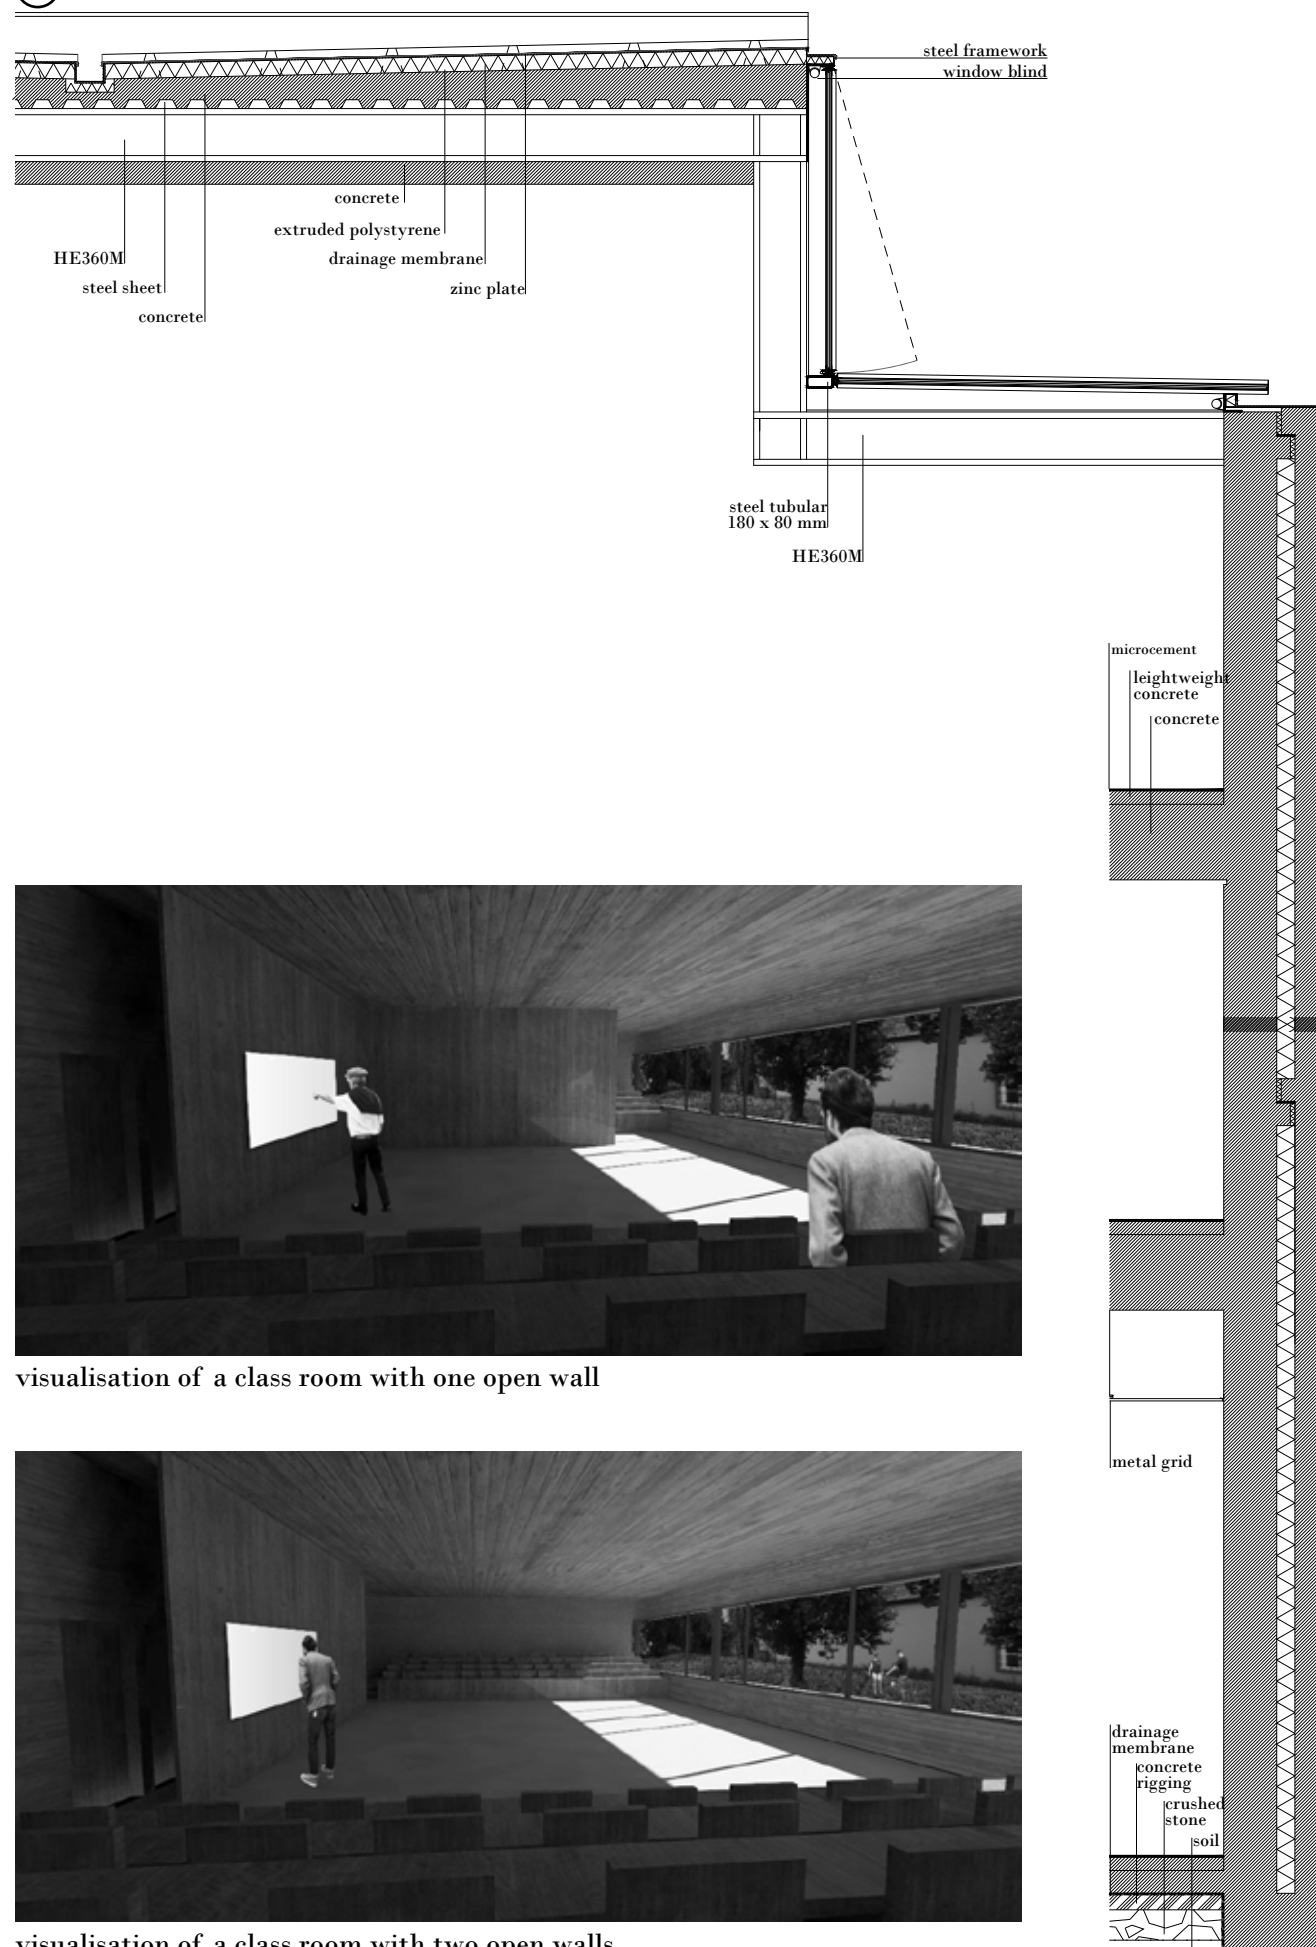 steel framework
window blind
concrete
extruded polystyrene
HE360M
drainage membrane
steel sheet
zinc plate
concrete
steel tubular
180 x 80 mm
HE360M
microcement
leightweight
concrete
concrete
visualisation of a class room with one open wall
metal grid
drainage
membrane
concrete
rigging
crushed
stone
soil
visualisation of a class room with two open walls